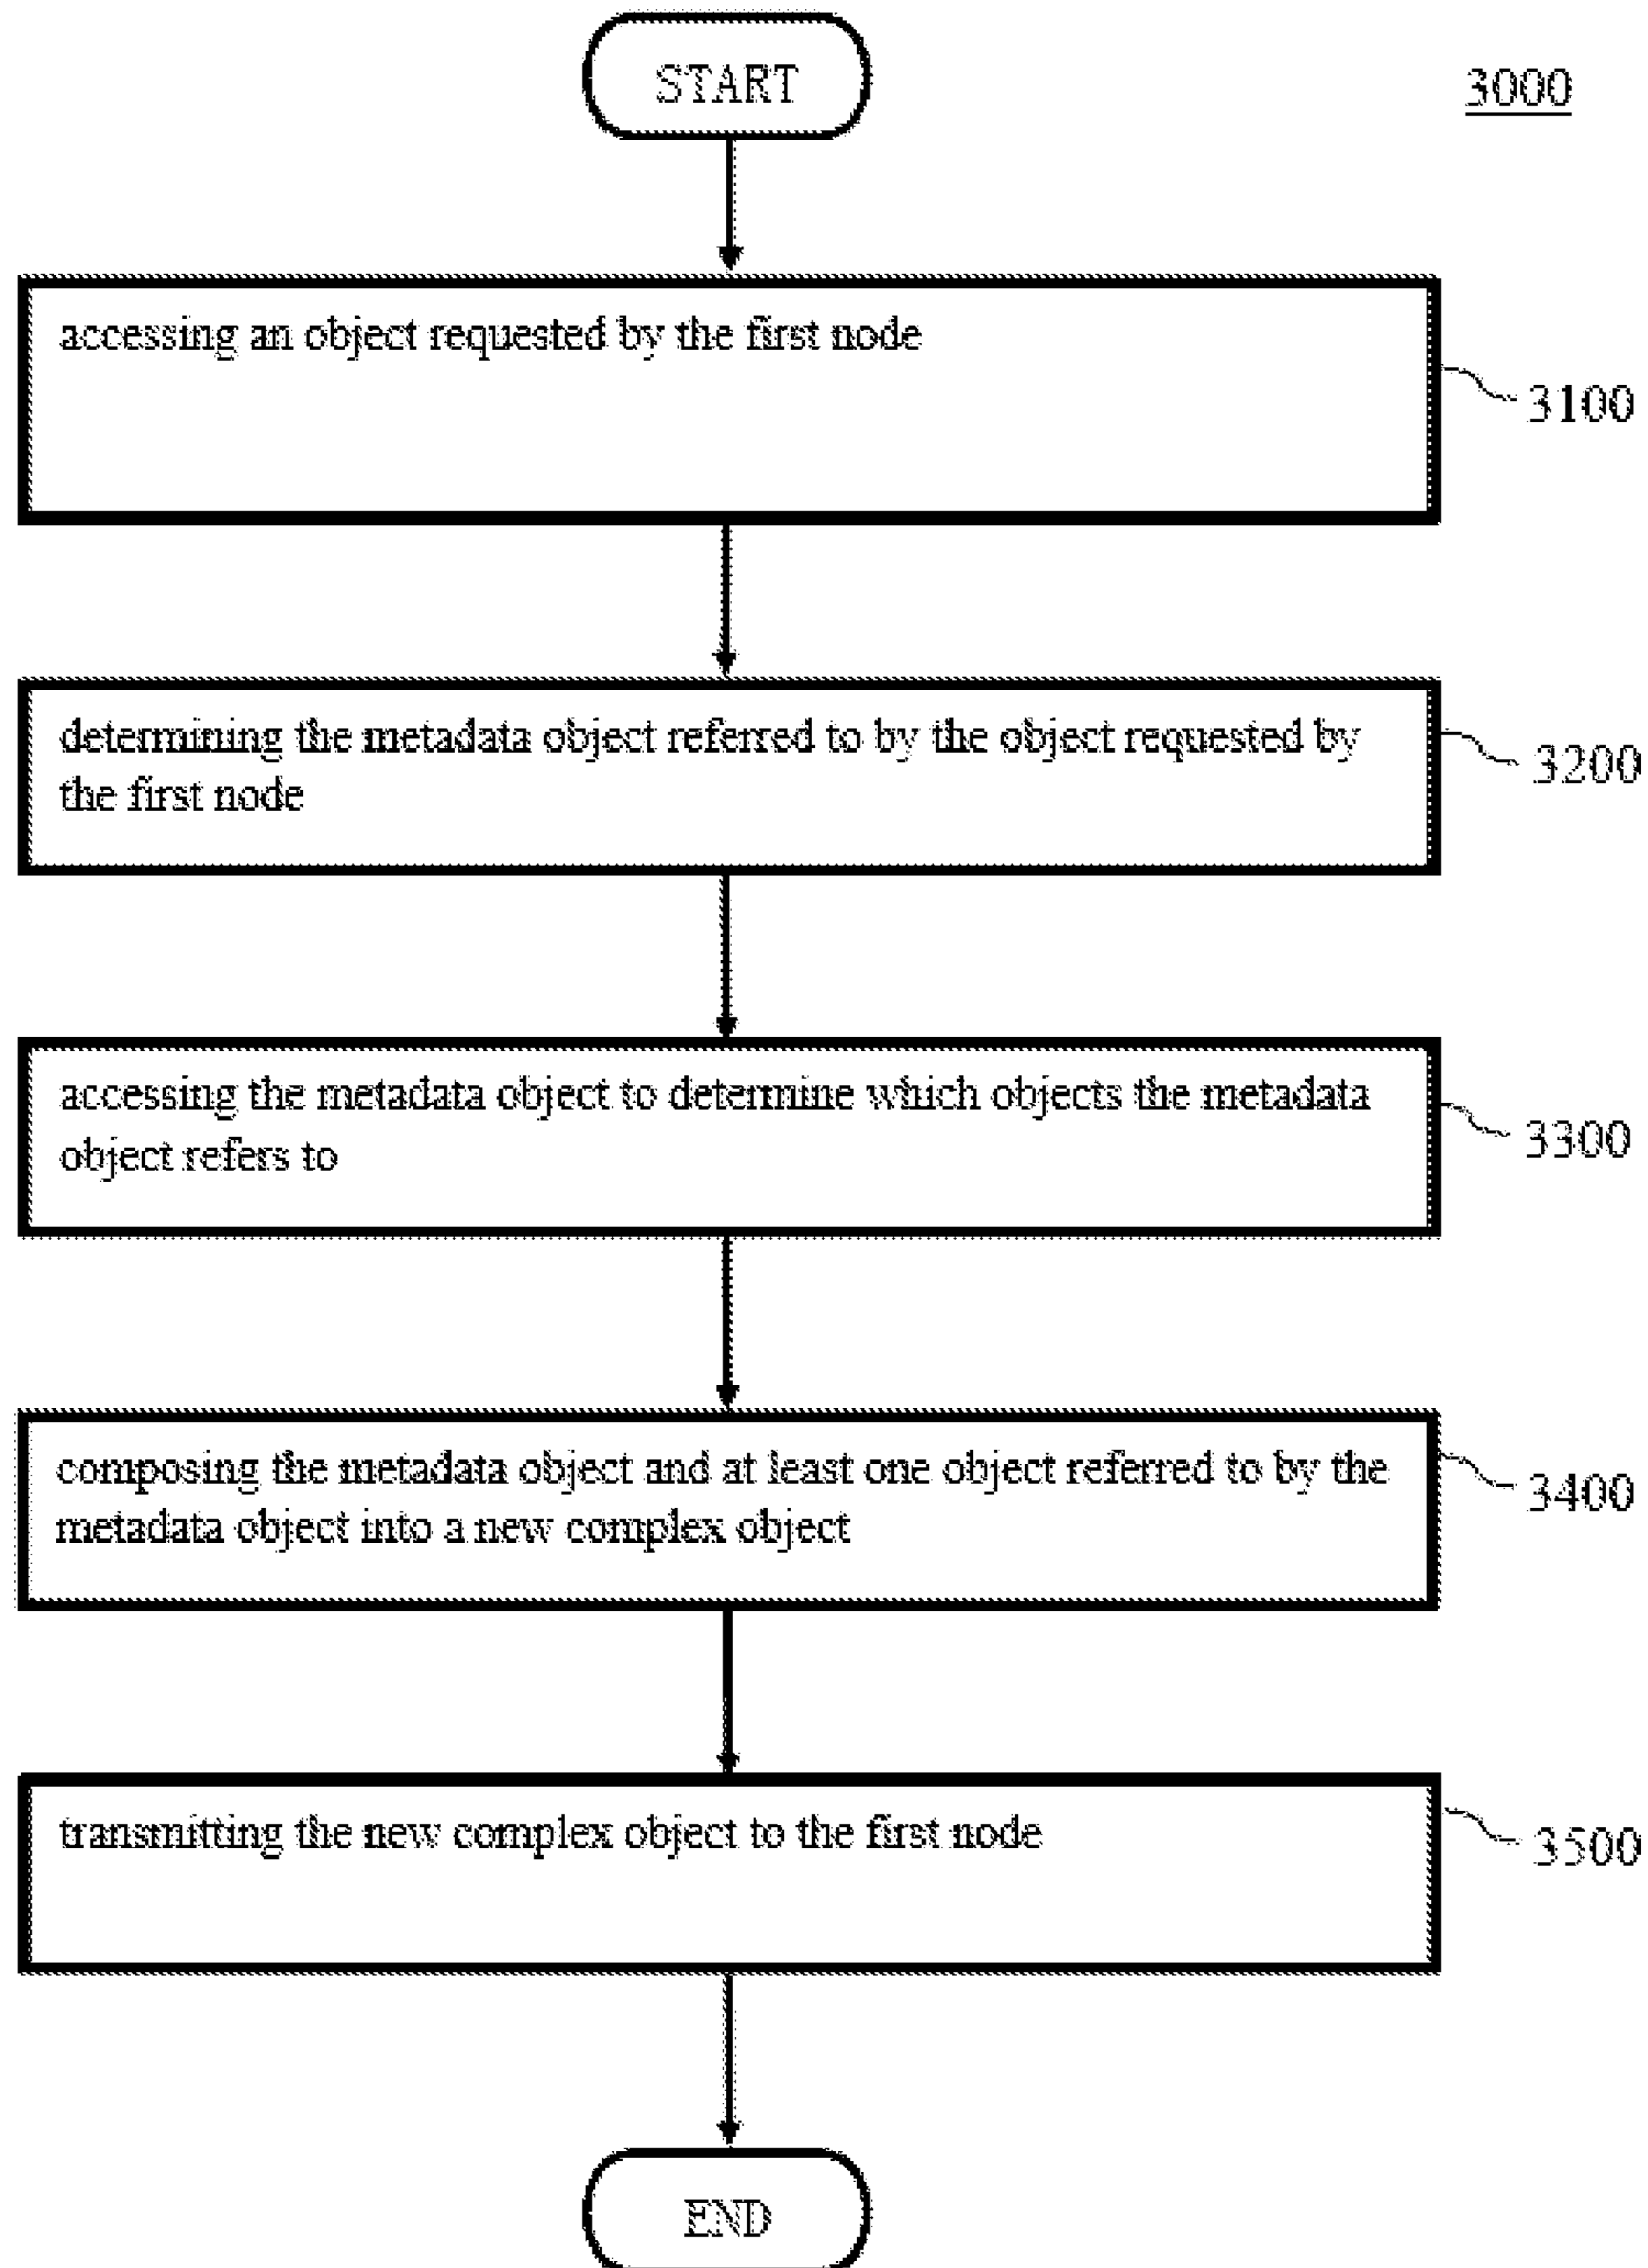 START
3000
accessing an object requested by the first node
3100
determining the metadata object referred to by the object requested by
the first node
3200
accessing the metadata object to determine which objects the metadata
object refers to
3300
composing the metadata object and at least one object referred to by the
metadata object into a new complex object
3400
transmitting the new complex object to the first node
3500
END